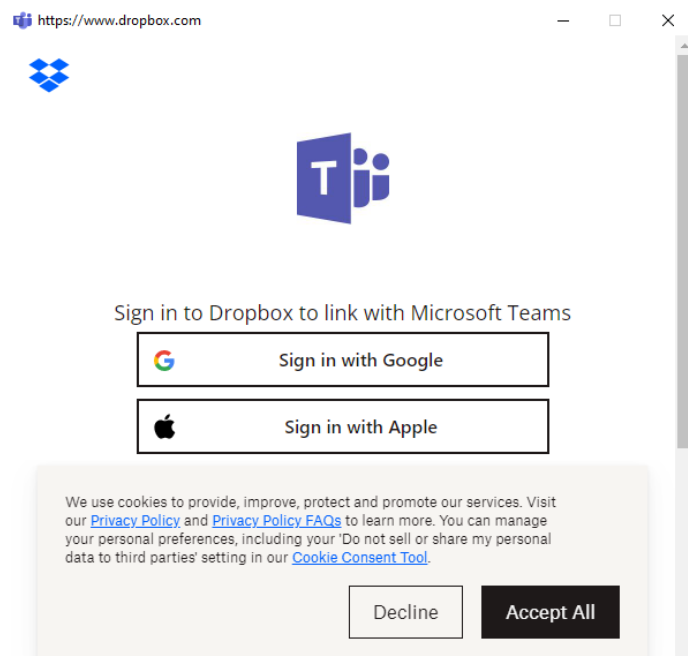 https://www.dropbox.com
T
Sign in to Dropbox to link with Microsoft Teams
Sign in with Google
Sign in with Apple
We use cookies to provide, improve, protect and promote our services. Visit
our Privacy Policy and Privacy Policy FAQs to learn more. You can manage
your personal preferences, including your 'Do not sell or share my personal
data to third parties' setting in our Cookie Consent Tool.
Decline
Accept All